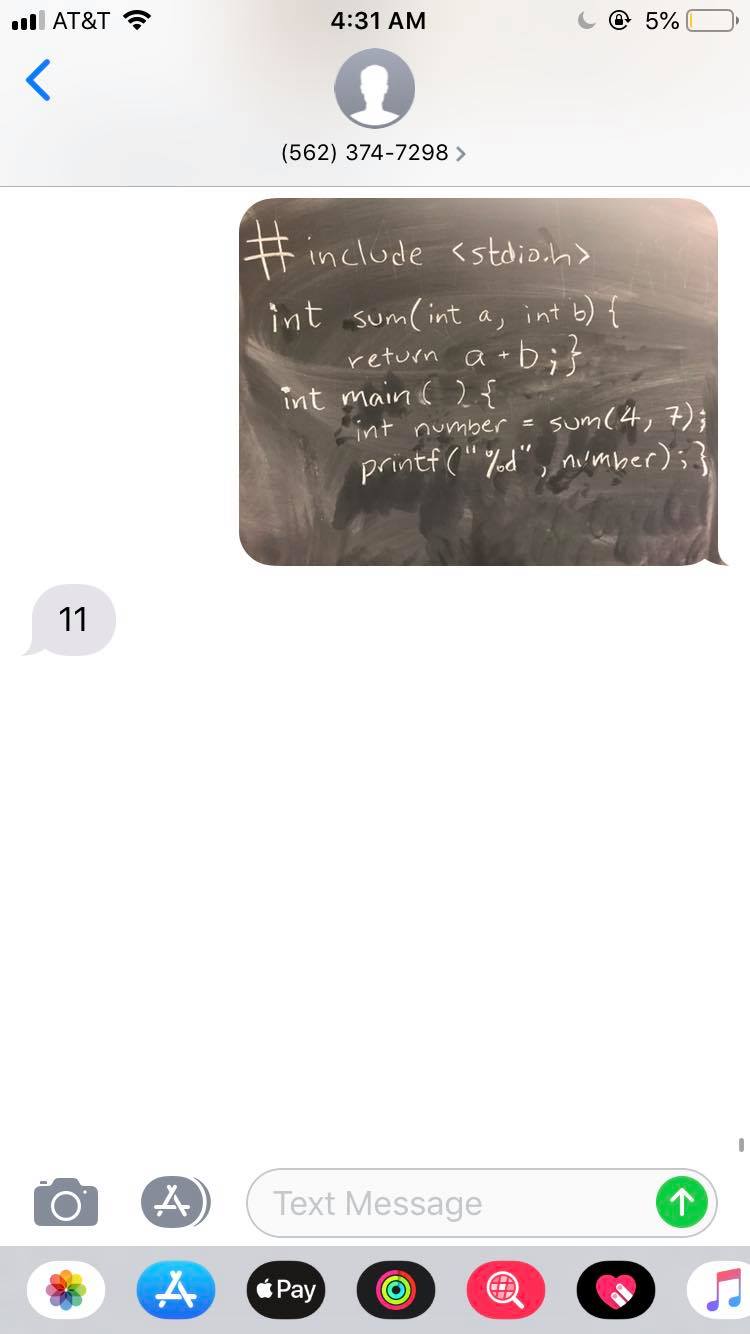 AT&T 4:31 AM 5%
(562) 374-7298 >
#include <stdio.h>
int sum(int a, int b) {
return a + b;}
int main( ) {
int number = sum(4, 7);
printf("%d", number);}
11
Text Message
Pay